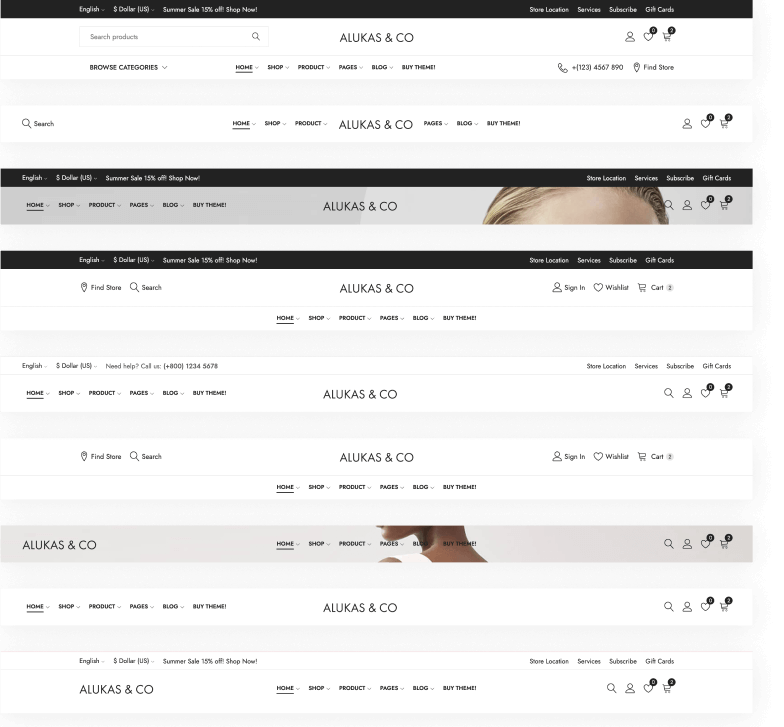 English $ Dollar (US) Summer Sale 15% off! Shop Now! Store Location Services Subscribe Gift Cards
Search products ALUKAS & CO 0 2
BROWSE CATEGORIES HOME SHOP PRODUCT PAGES BLOG BUY THEME! +(123) 4567 890 Find Store
Search HOME SHOP PRODUCT ALUKAS & CO PAGES BLOG BUY THEME! 0 2
English $ Dollar (US) Summer Sale 15% off! Shop Now! Store Location Services Subscribe Gift Cards
HOME SHOP PRODUCT PAGES BLOG BUY THEME! ALUKAS & CO 0 2
English $ Dollar (US) Summer Sale 15% off! Shop Now! Store Location Services Subscribe Gift Cards
Find Store Search ALUKAS & CO Sign In Wishlist Cart 2
HOME SHOP PRODUCT PAGES BLOG BUY THEME!
English $ Dollar (US) Need help? Call us: (+800) 1234 5678 Store Location Services Subscribe Gift Cards
HOME SHOP PRODUCT PAGES BLOG BUY THEME! ALUKAS & CO 0 2
Find Store Search ALUKAS & CO Sign In Wishlist Cart 2
HOME SHOP PRODUCT PAGES BLOG BUY THEME!
ALUKAS & CO HOME SHOP PRODUCT PAGES BLOG BUY THEME! 0 2
HOME SHOP PRODUCT PAGES BLOG BUY THEME! ALUKAS & CO 0 2
English $ Dollar (US) Summer Sale 15% off! Shop Now! Store Location Services Subscribe Gift Cards
ALUKAS & CO HOME SHOP PRODUCT PAGES BLOG BUY THEME! 0 2